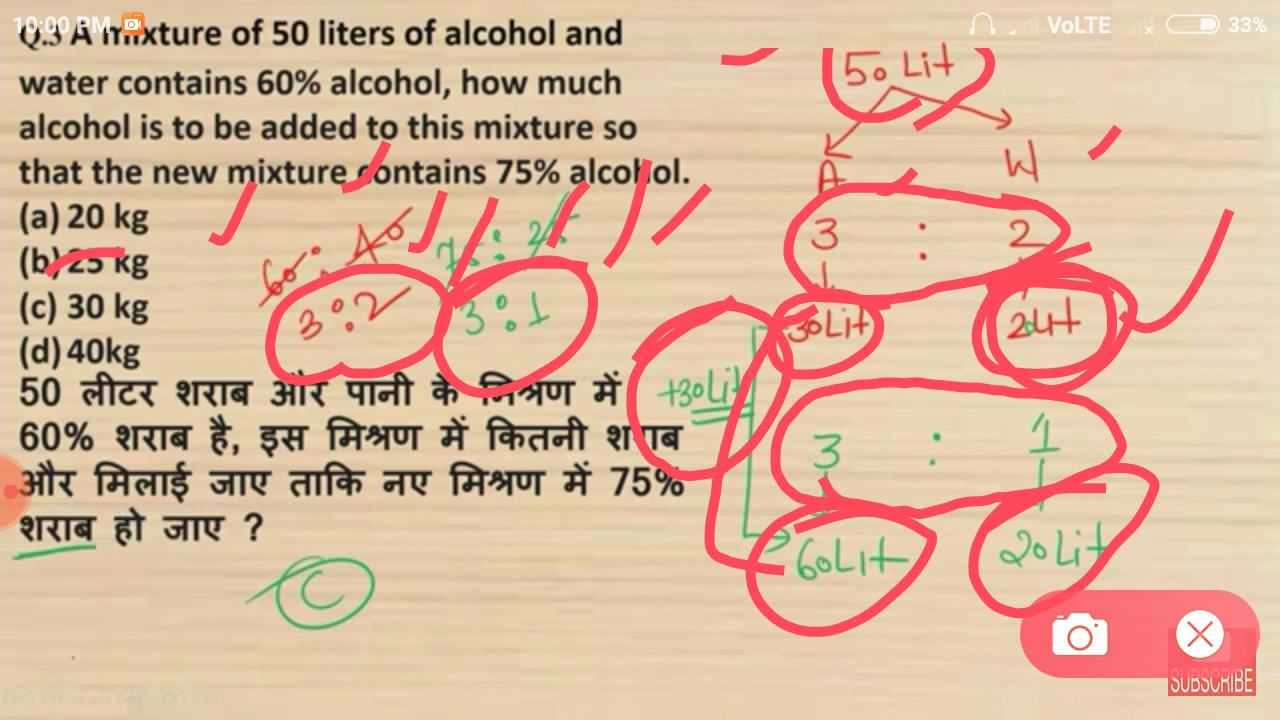 10:00 PM VoLTE 33%
Q.3 A mixture of 50 liters of alcohol and
water contains 60% alcohol, how much
alcohol is to be added to this mixture so
that the new mixture contains 75% alcohol.
(a) 20 kg
(b) 25 kg
(c) 30 kg
(d) 40kg
50 लीटर शराब और पानी के मिश्रण में
60% शराब है, इस मिश्रण में कितनी शराब
और मिलाई जाए ताकि नए मिश्रण में 75%
शराब हो जाए ?
C
60 : 40
3 : 2
75 : 25
3 : 1
50 Lit
A W
3 : 2
30Lit 20Lit
+30Lit
3 : 1
60Lit 20Lit
SUBSCRIBE